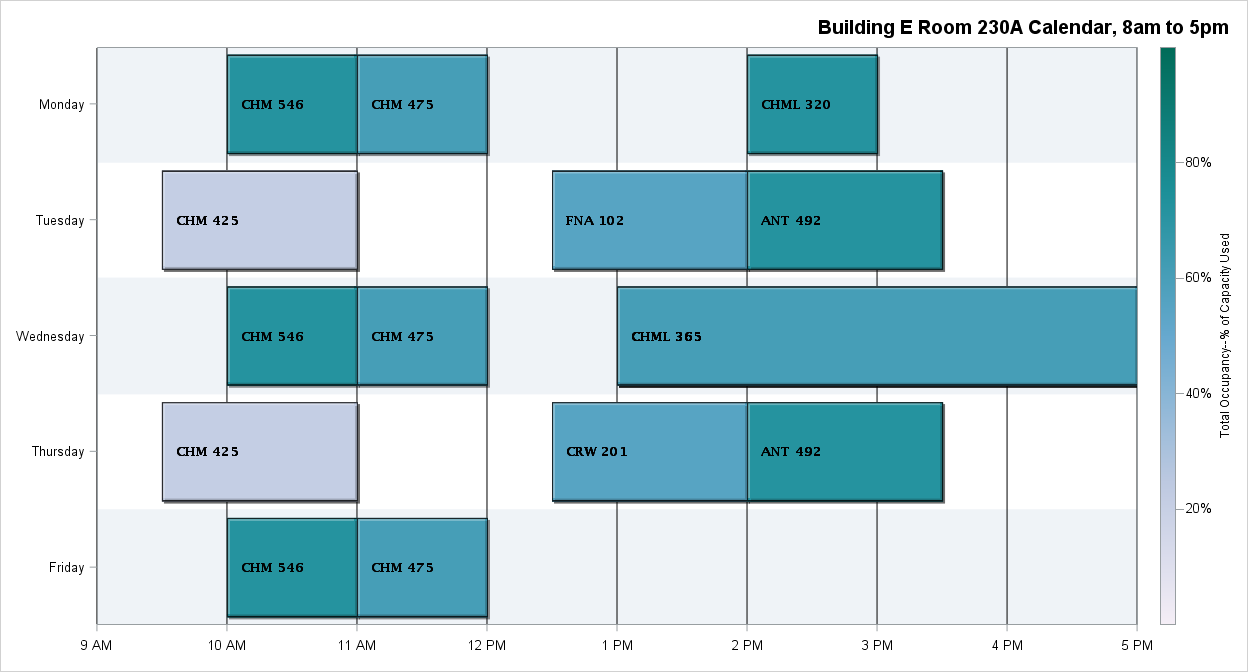 Building E Room 230A Calendar, 8am to 5pm
Monday
CHM 546
CHM 475
CHML 320
Tuesday
CHM 425
FNA 102
ANT 492
Wednesday
CHM 546
CHM 475
CHML 365
Thursday
CHM 425
CRW 201
ANT 492
Friday
CHM 546
CHM 475
9 AM
10 AM
11 AM
12 PM
1 PM
2 PM
3 PM
4 PM
5 PM
80%
60%
40%
20%
Total Occupancy--% of Capacity Used